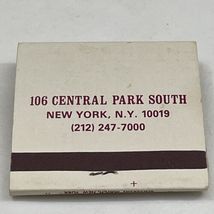 106 CENTRAL PARK SOUTH
NEW YORK, N.Y. 10019
(212) 247-7000